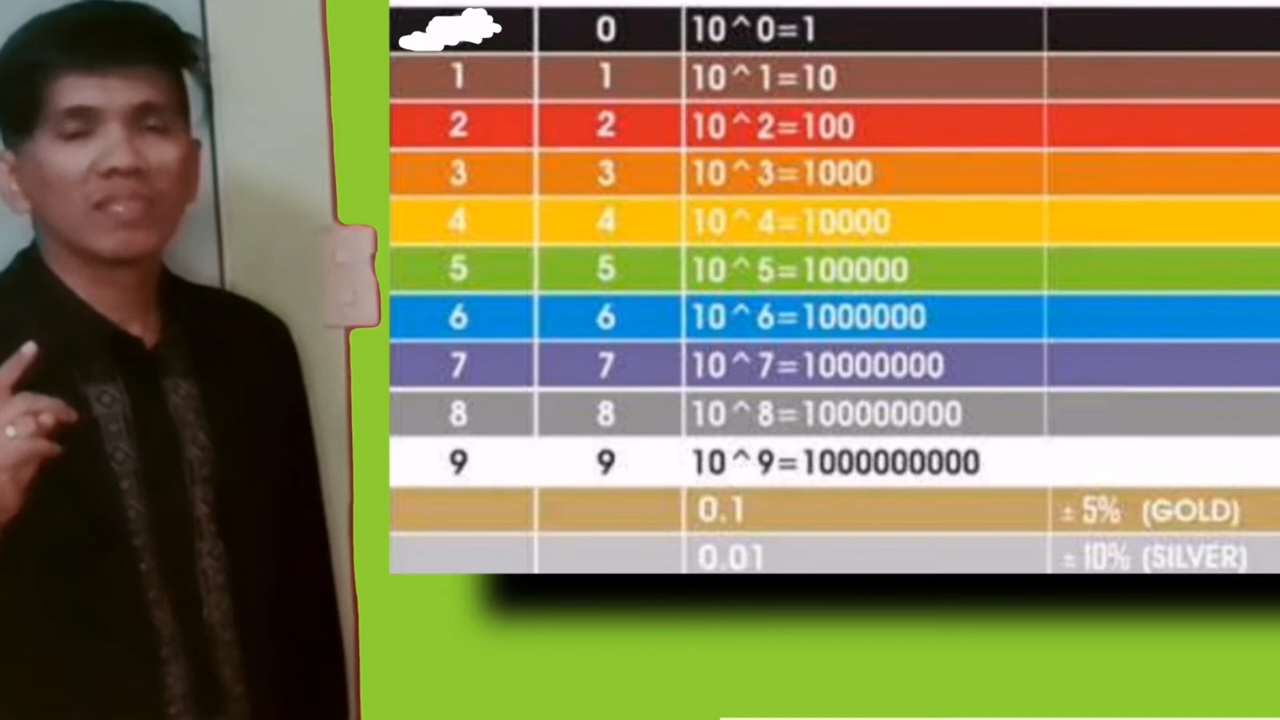 0 10^0=1
1 1 10^1=10
2 2 10^2=100
3 3 10^3=1000
4 4 10^4=10000
5 5 10^5=100000
6 6 10^6=1000000
7 7 10^7=10000000
8 8 10^8=100000000
9 9 10^9=1000000000
0.1 ± 5% (GOLD)
0.01 ± 10% (SILVER)